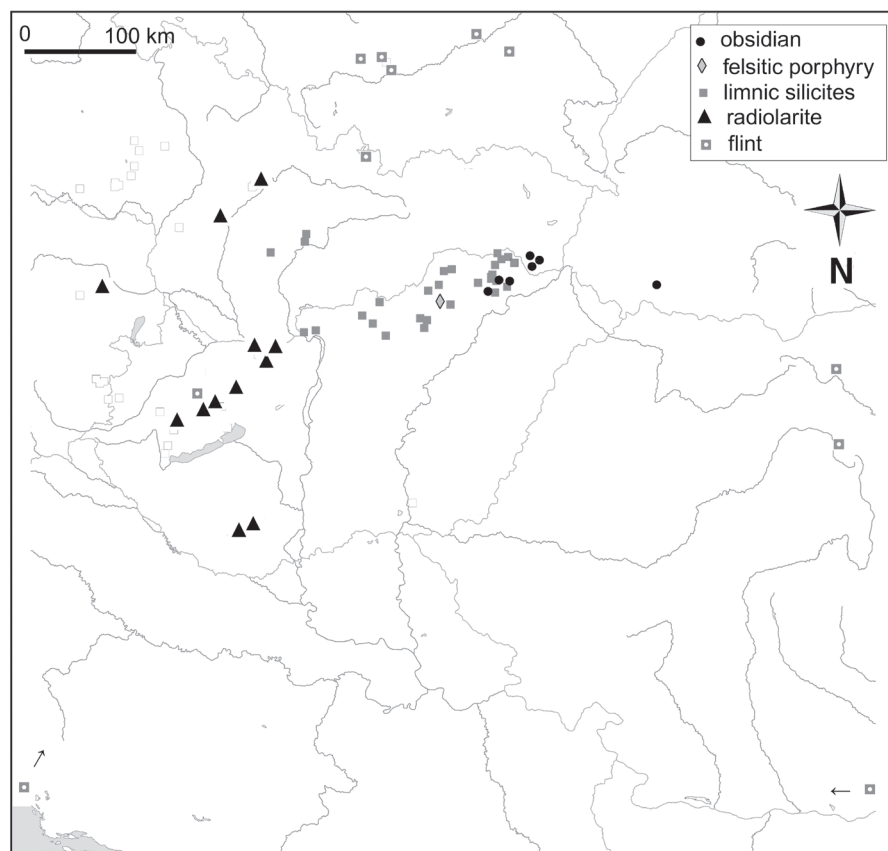 0 100 km
obsidian
felsitic porphyry
limnic silicites
radiolarite
flint
N